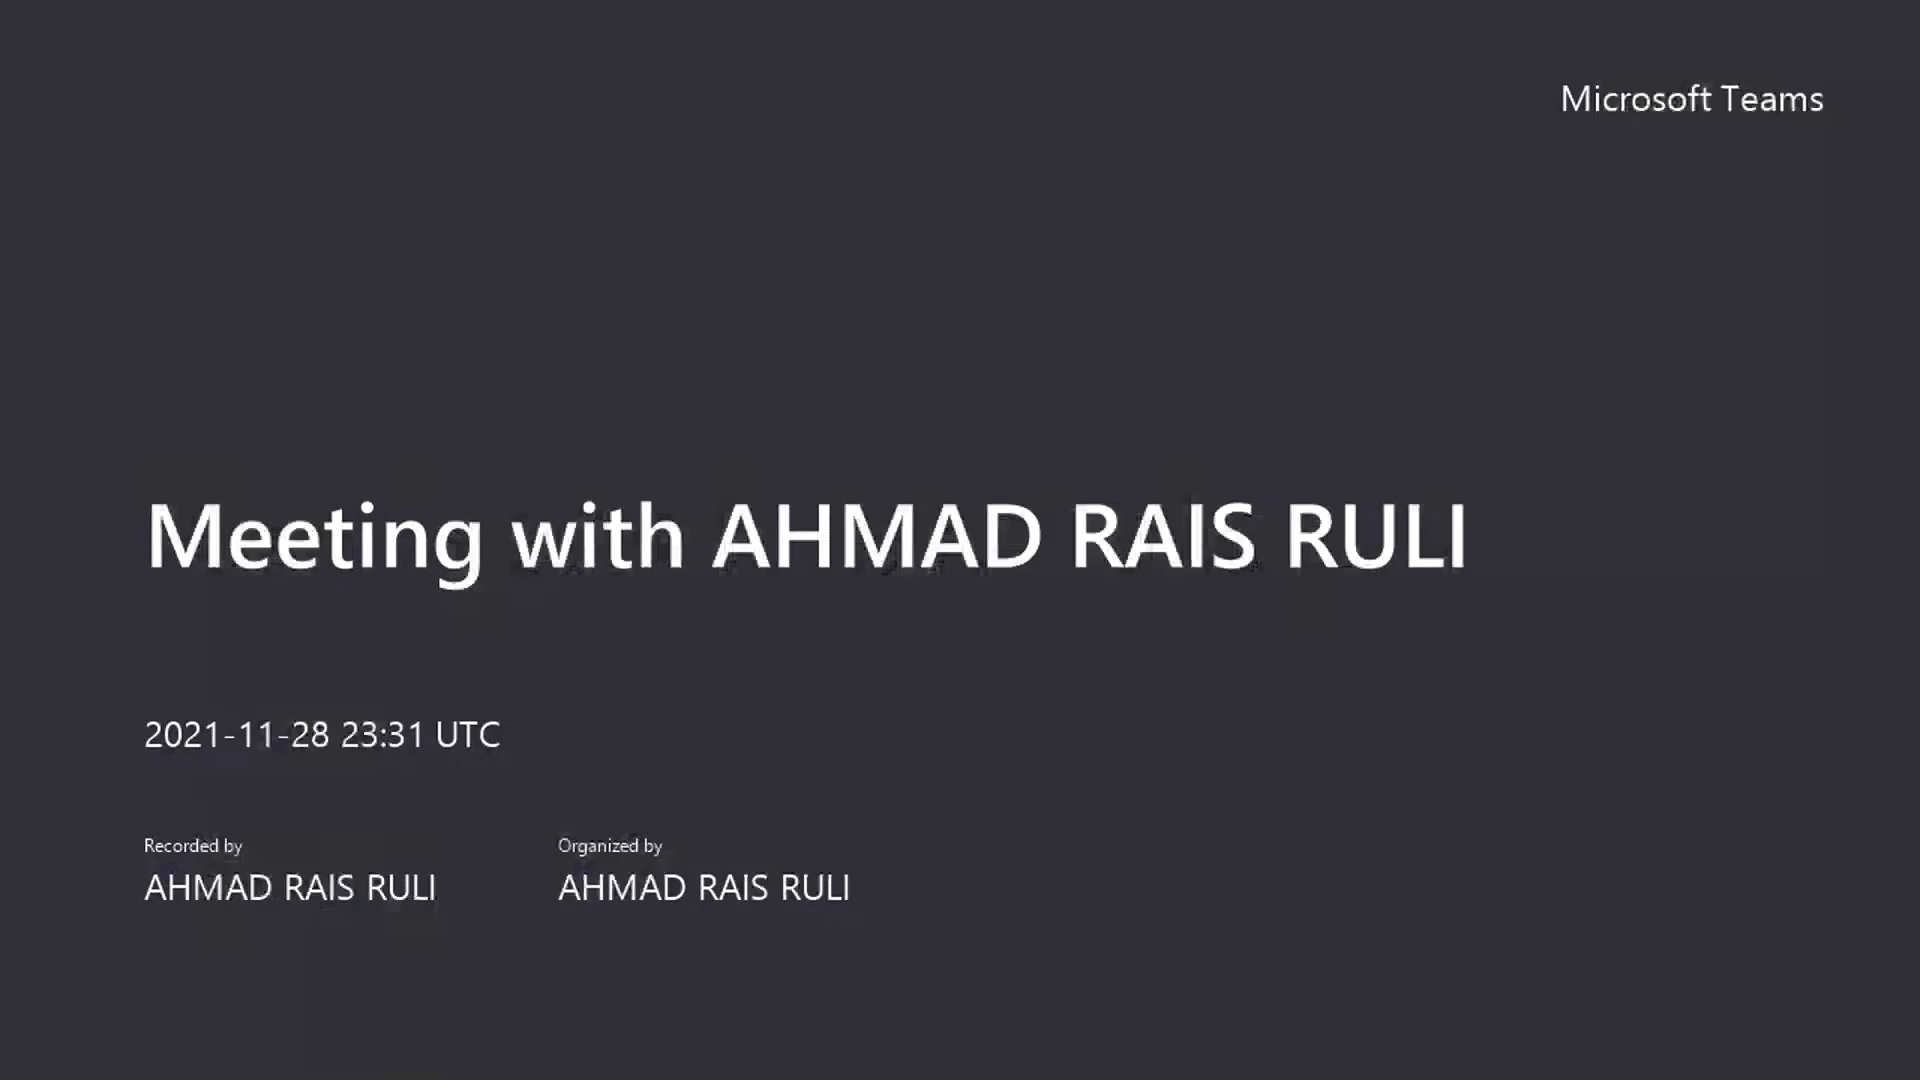 Microsoft Teams
Meeting with AHMAD RAIS RULI
2021-11-28 23:31 UTC
Recorded by
AHMAD RAIS RULI
Organized by
AHMAD RAIS RULI